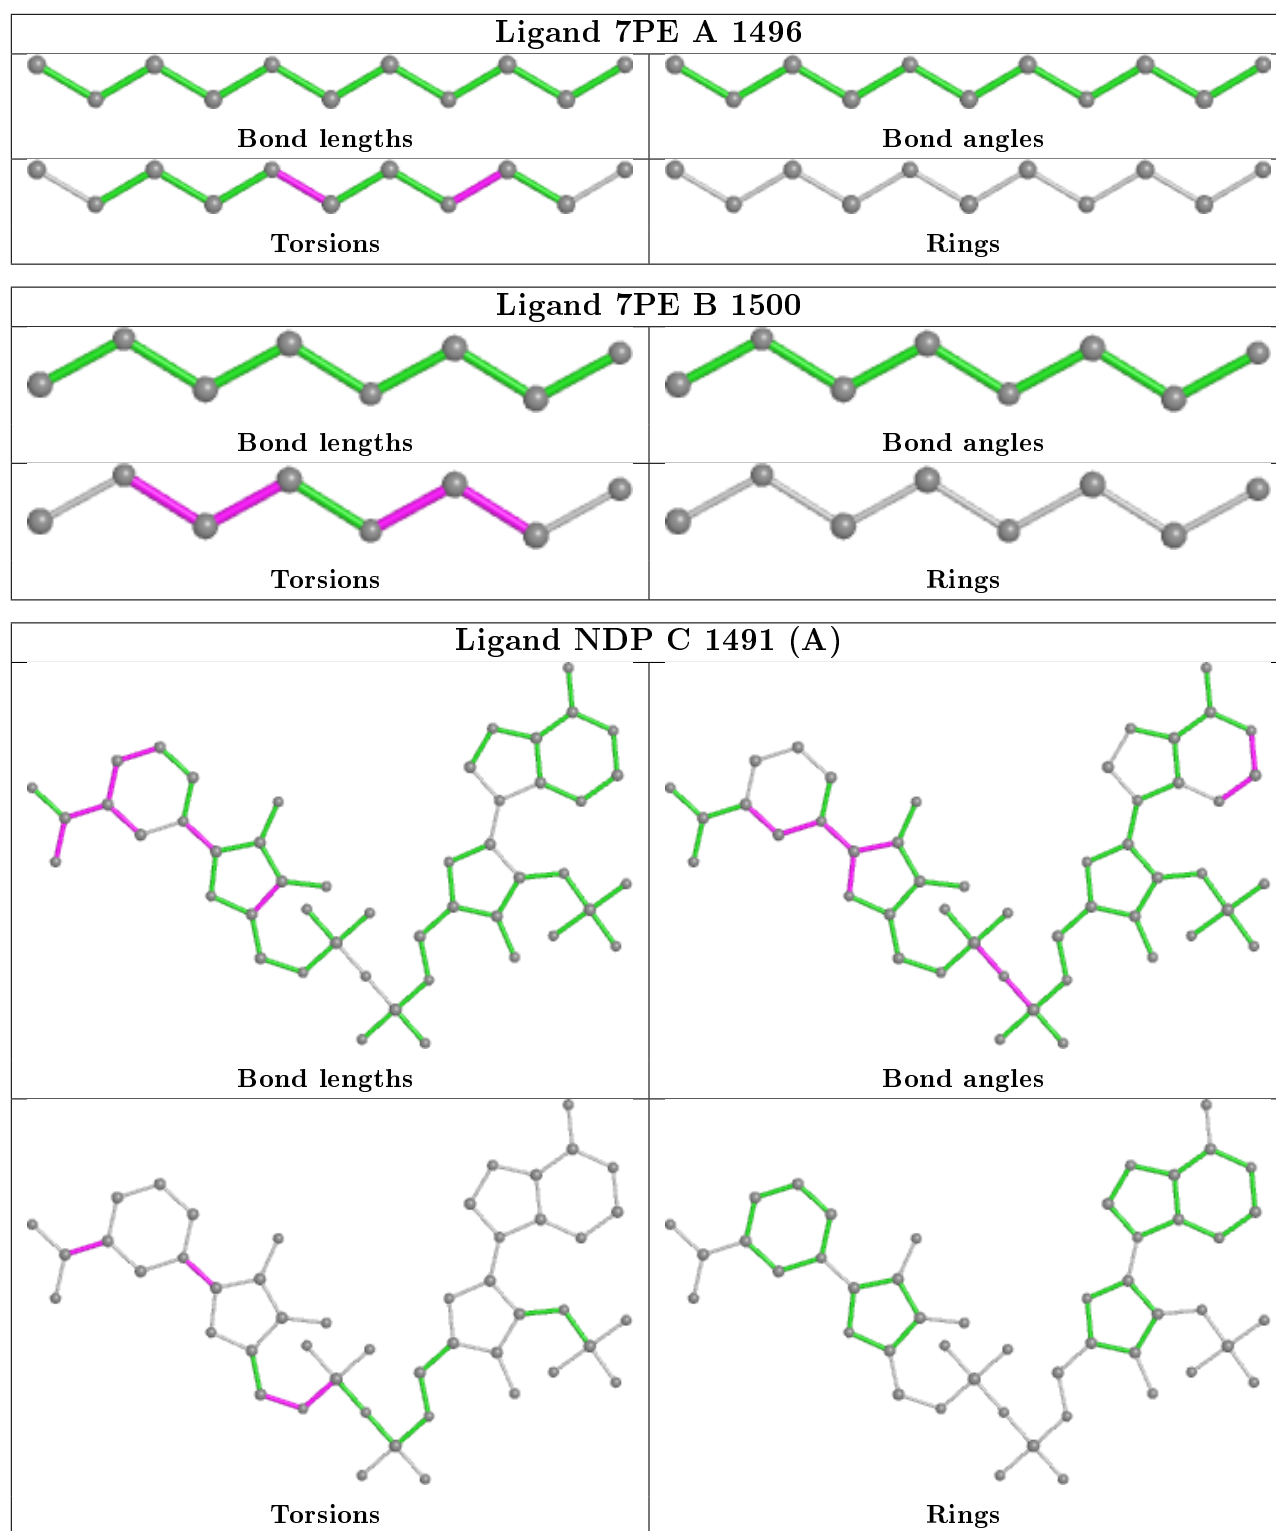 Ligand 7PE A 1496
Bond lengths
Bond angles
Torsions
Rings
Ligand 7PE B 1500
Bond lengths
Bond angles
Torsions
Rings
Ligand NDP C 1491 (A)
Bond lengths
Bond angles
Torsions
Rings